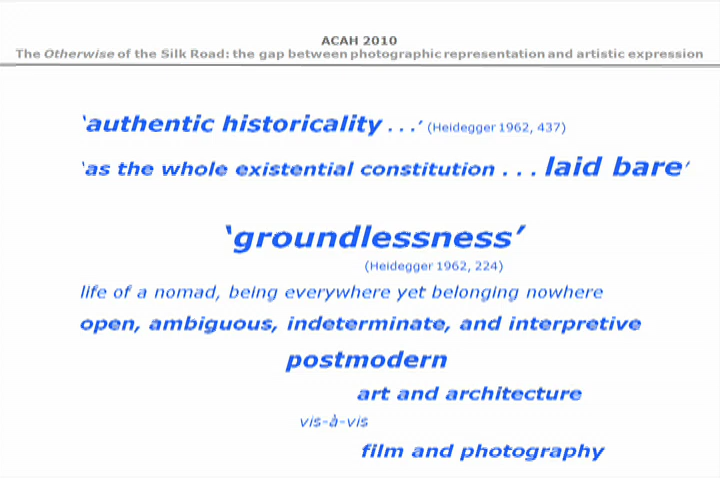 ACAH 2010
The Otherwise of the Silk Road: the gap between photographic representation and artistic expression
‘authentic historicality . . .’ (Heidegger 1962, 437)
‘as the whole existential constitution . . . laid bare’
‘groundlessness’
(Heidegger 1962, 224)
life of a nomad, being everywhere yet belonging nowhere
open, ambiguous, indeterminate, and interpretive
postmodern
art and architecture
vis-à-vis
film and photography